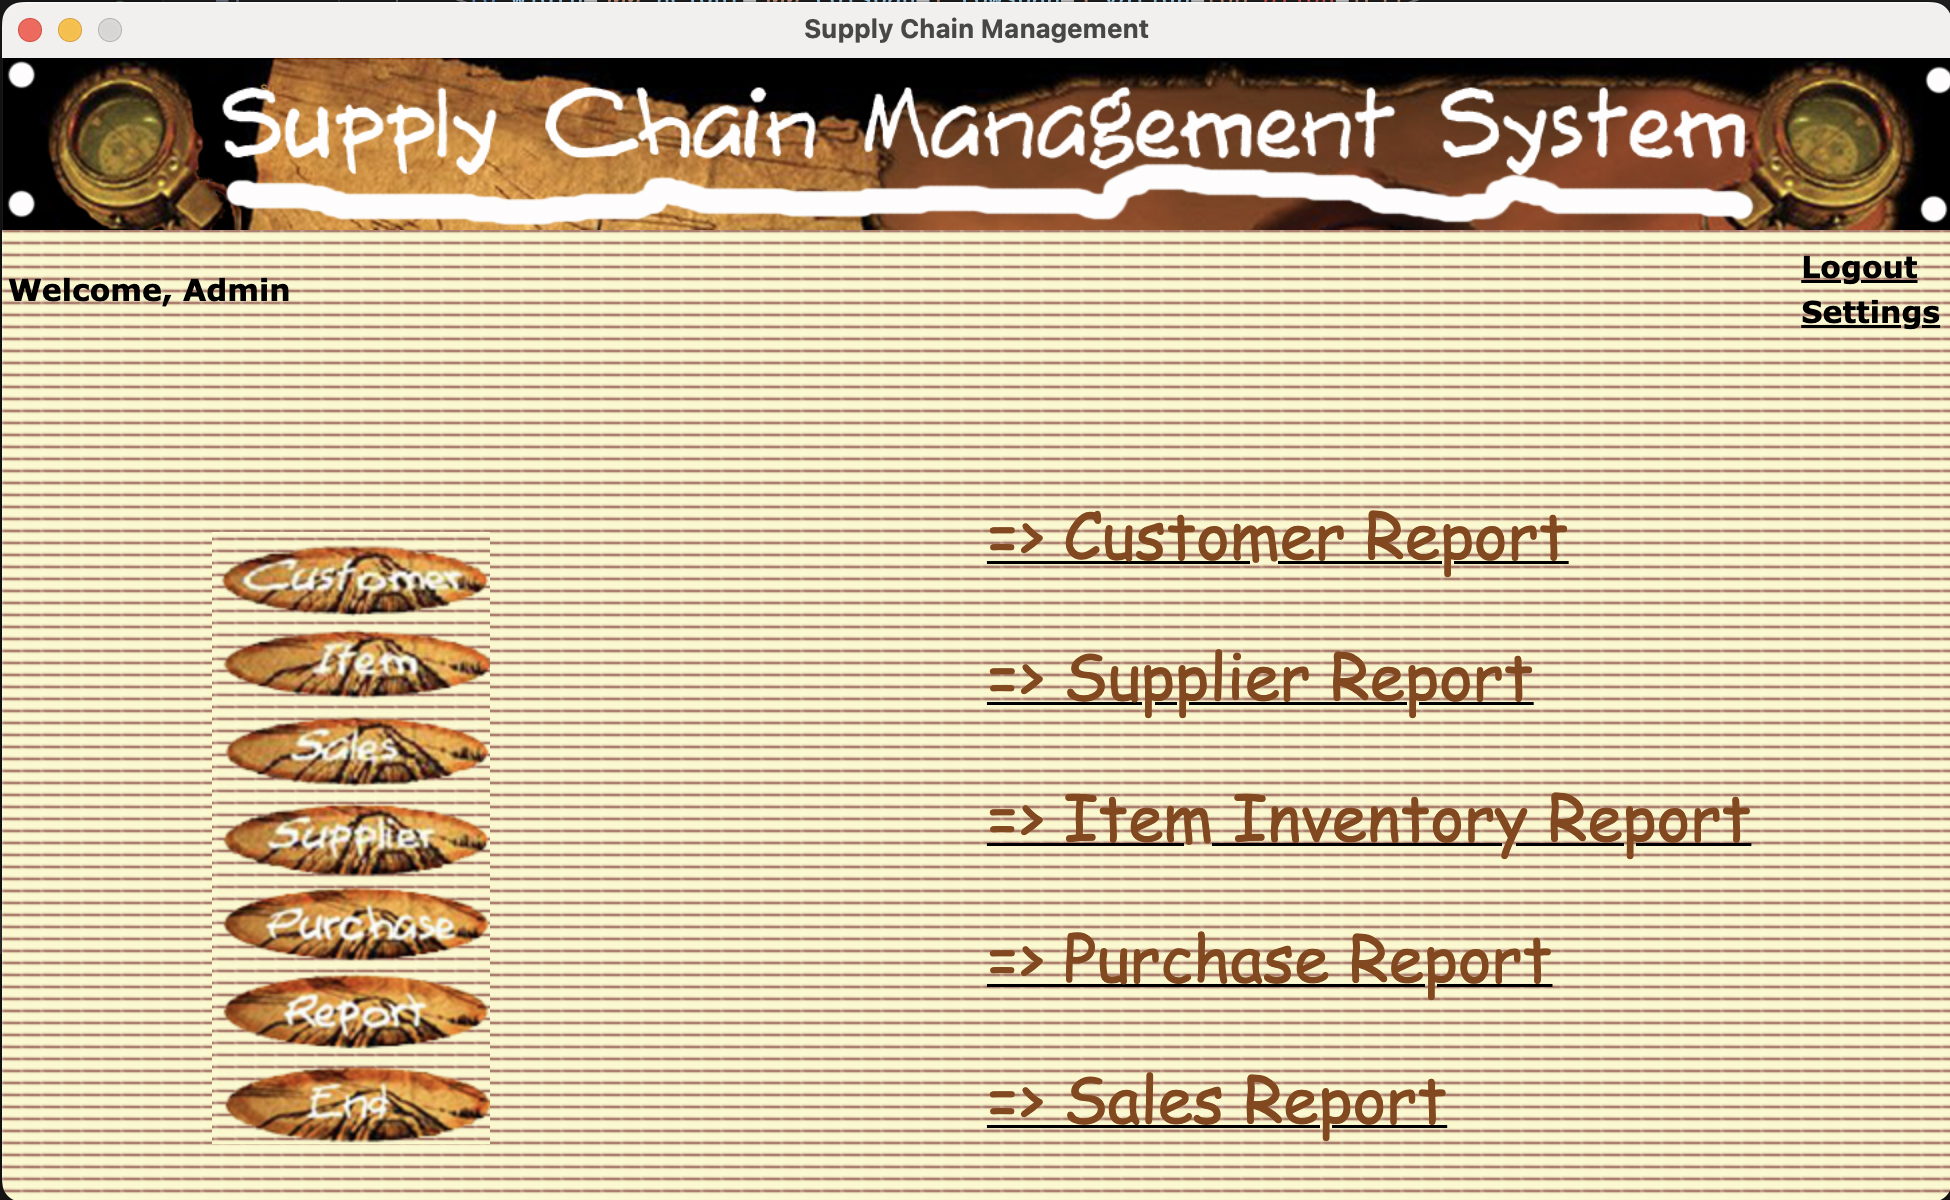 Supply Chain Management
Supply Chain Management System
Welcome, Admin
Logout
Settings
Customer
Item
Sales
Supplier
Purchase
Report
End
=> Customer Report
=> Supplier Report
=> Item Inventory Report
=> Purchase Report
=> Sales Report